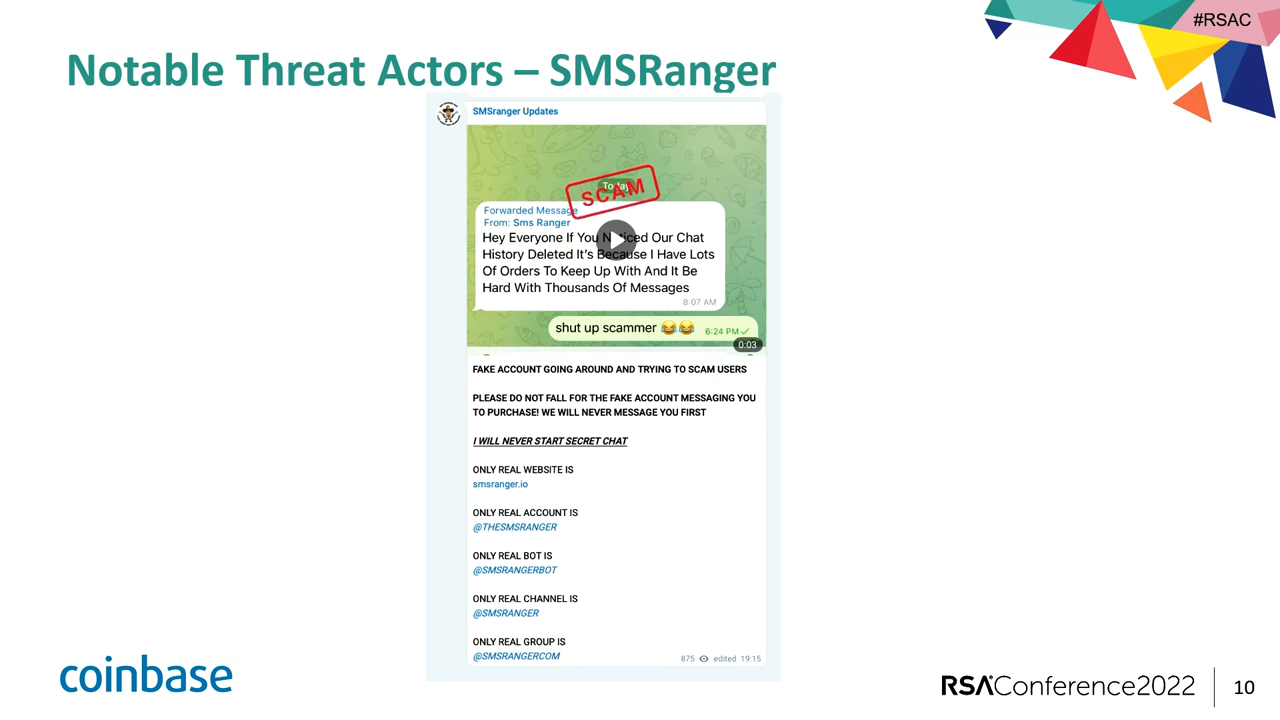 #RSAC
Notable Threat Actors – SMSRanger
SMSranger Updates
Today
SCAM
Forwarded Message
From: Sms Ranger
Hey Everyone If You Noticed Our Chat
History Deleted It's Because I Have Lots
Of Orders To Keep Up With And It Be
Hard With Thousands Of Messages
8:07 AM
shut up scammer 😂😂 6:24 PM ✓
0:03
FAKE ACCOUNT GOING AROUND AND TRYING TO SCAM USERS
PLEASE DO NOT FALL FOR THE FAKE ACCOUNT MESSAGING YOU
TO PURCHASE! WE WILL NEVER MESSAGE YOU FIRST
I WILL NEVER START SECRET CHAT
ONLY REAL WEBSITE IS
smsranger.io
ONLY REAL ACCOUNT IS
@THESMSRANGER
ONLY REAL BOT IS
@SMSRANGERBOT
ONLY REAL CHANNEL IS
@SMSRANGER
ONLY REAL GROUP IS
@SMSRANGERCOM
875 edited 19:15
coinbase
RSAConference2022
10